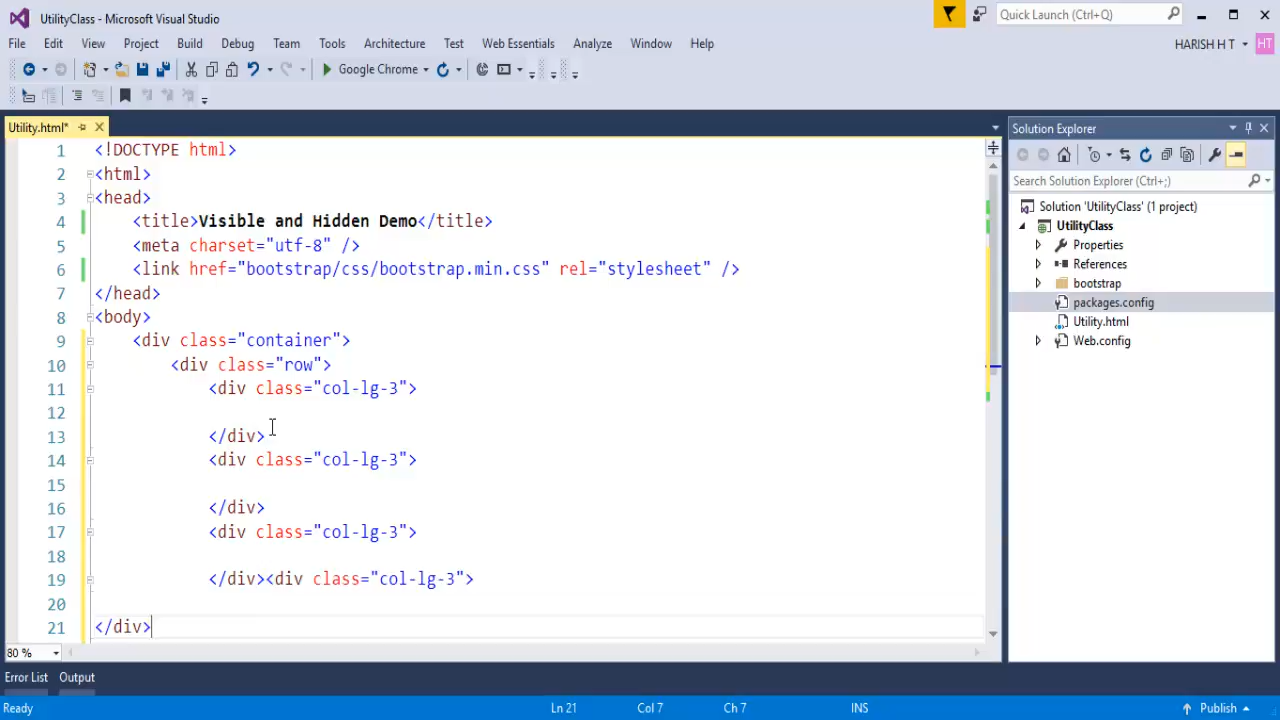 UtilityClass - Microsoft Visual Studio
Quick Launch (Ctrl+Q)
File Edit View Project Build Debug Team Tools Architecture Test Web Essentials Analyze Window Help
HARISH H T HT
Google Chrome
Utility.html*
1 <!DOCTYPE html>
2 <html>
3 <head>
4 <title>Visible and Hidden Demo</title>
5 <meta charset="utf-8" />
6 <link href="bootstrap/css/bootstrap.min.css" rel="stylesheet" />
7 </head>
8 <body>
9 <div class="container">
10 <div class="row">
11 <div class="col-lg-3">
12
13 </div>
14 <div class="col-lg-3">
15
16 </div>
17 <div class="col-lg-3">
18
19 </div><div class="col-lg-3">
20
21 </div>
80 %
Solution Explorer
Search Solution Explorer (Ctrl+;)
Solution 'UtilityClass' (1 project)
UtilityClass
Properties
References
bootstrap
packages.config
Utility.html
Web.config
Error List Output
Ready Ln 21 Col 7 Ch 7 INS Publish